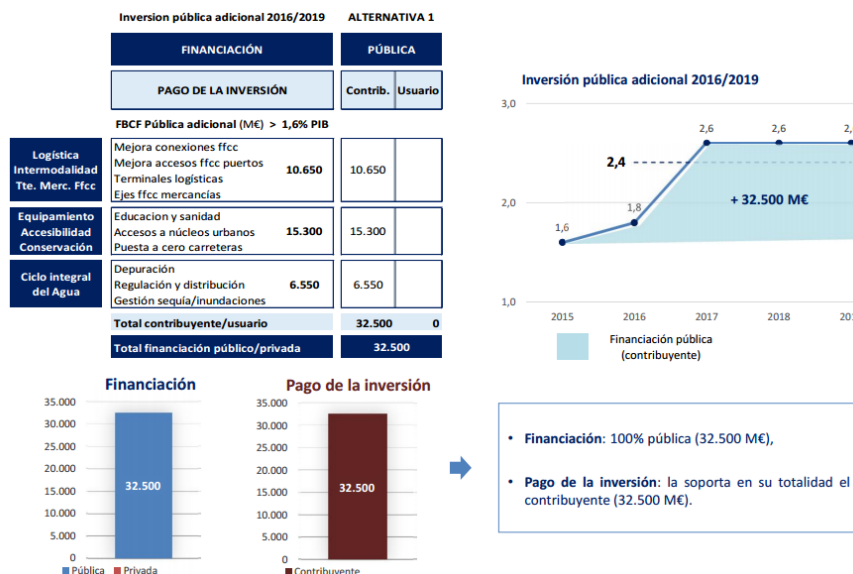 Inversion pública adicional 2016/2019 ALTERNATIVA 1
FINANCIACIÓN PÚBLICA
PAGO DE LA INVERSIÓN Contrib. Usuario
FBCF Pública adicional (M€) > 1,6% PIB
Logística
Intermodalidad
Tte. Merc. Ffcc
Mejora conexiones ffcc
Mejora accesos ffcc puertos
Terminales logísticas
Ejes ffcc mercancías
10.650 10.650
Equipamiento
Accesibilidad
Conservación
Educacion y sanidad
Accesos a núcleos urbanos
Puesta a cero carreteras
15.300 15.300
Ciclo integral
del Agua
Depuración
Regulación y distribución
Gestión sequía/inundaciones
6.550 6.550
Total contribuyente/usuario 32.500 0
Total financiación público/privada 32.500
Inversión pública adicional 2016/2019
3,0
2,0
1,0
1,6
1,8
2,6
2,6
2,4
+ 32.500 M€
2015 2016 2017 2018
Financiación pública
(contribuyente)
Financiación
35.000
30.000
25.000
20.000
15.000
10.000
5.000
0
32.500
Pública Privada
Pago de la inversión
35.000
30.000
25.000
20.000
15.000
10.000
5.000
0
32.500
Contribuyente
• Financiación: 100% pública (32.500 M€),
• Pago de la inversión: la soporta en su totalidad el
contribuyente (32.500 M€).